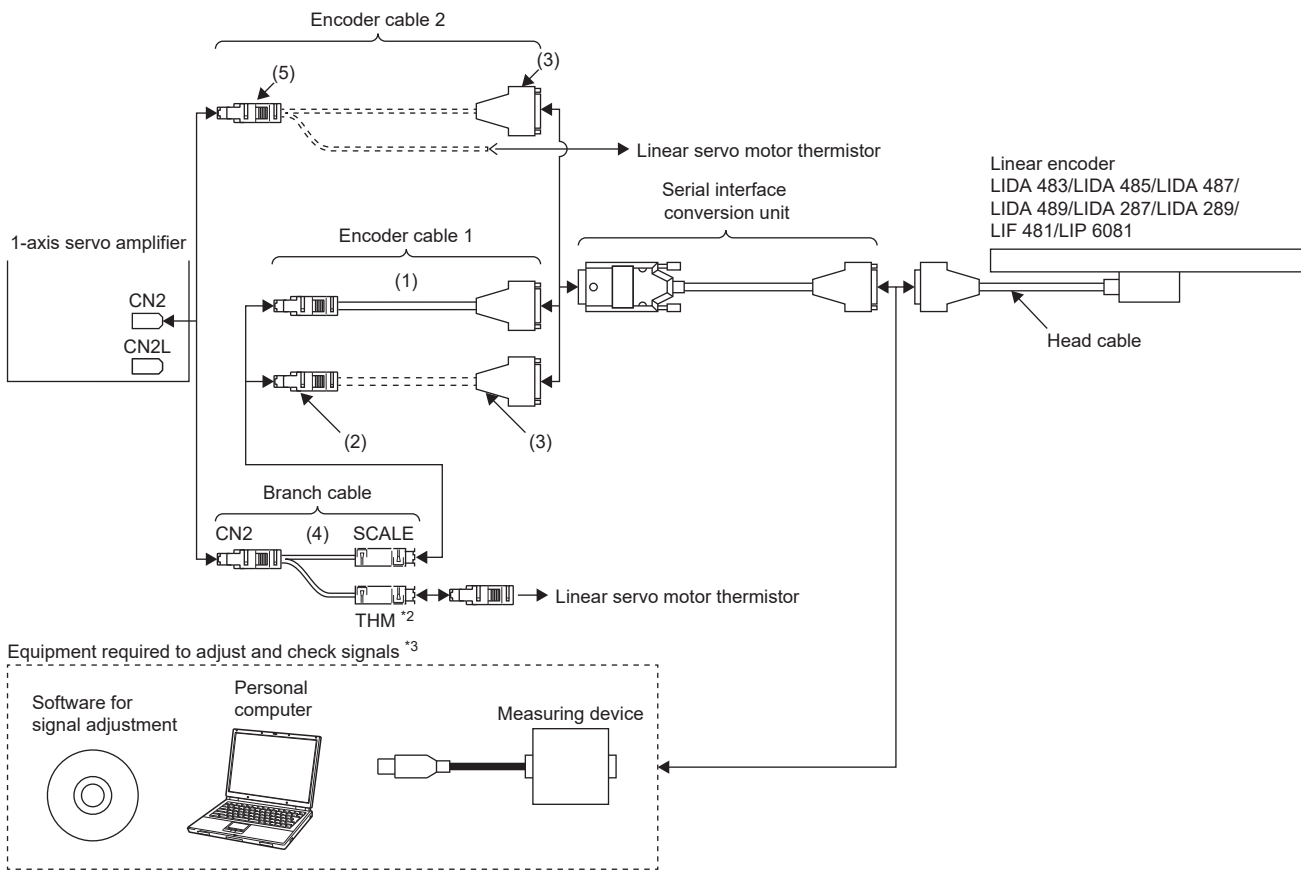 Encoder cable 2
(5)
(3)
Linear servo motor thermistor
Linear encoder
LIDA 483/LIDA 485/LIDA 487/
LIDA 489/LIDA 287/LIDA 289/
LIF 481/LIP 6081
Serial interface
conversion unit
1-axis servo amplifier
Encoder cable 1
(1)
CN2
CN2L
Head cable
(2)
(3)
Branch cable
CN2
(4)
SCALE
Linear servo motor thermistor
THM *2
Equipment required to adjust and check signals *3
Software for
signal adjustment
Personal
computer
Measuring device